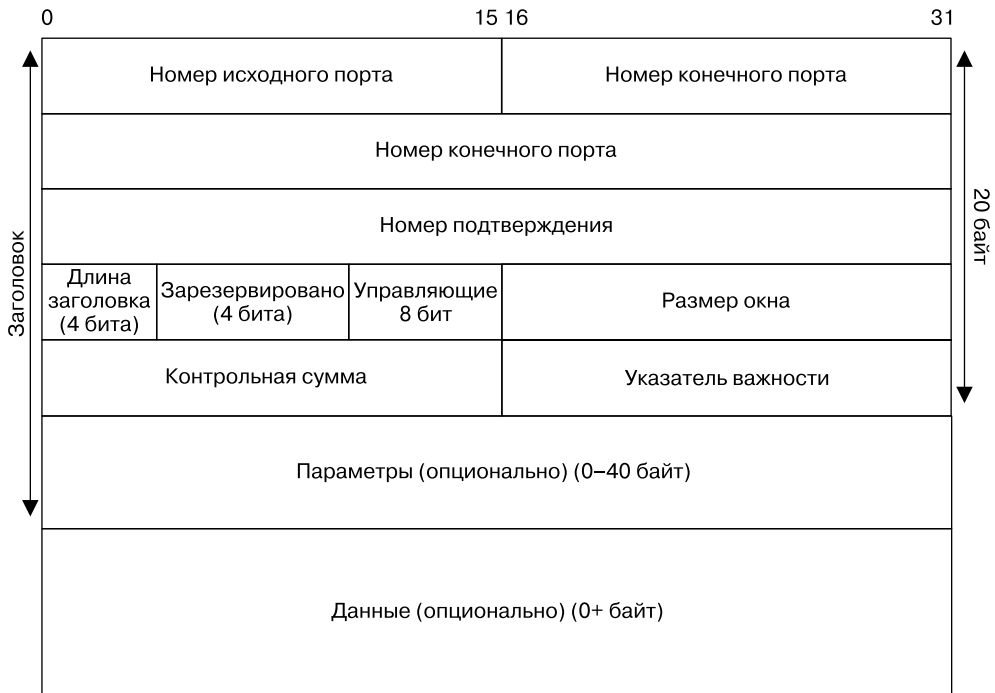 0 15 16 31
Номер исходного порта Номер конечного порта
Номер конечного порта
Номер подтверждения
Длина
заголовка
(4 бита)
Зарезервировано
(4 бита)
Управляющие
8 бит
Размер окна
Контрольная сумма Указатель важности
Параметры (опционально) (0–40 байт)
Данные (опционально) (0+ байт)
Заголовок
20 байт